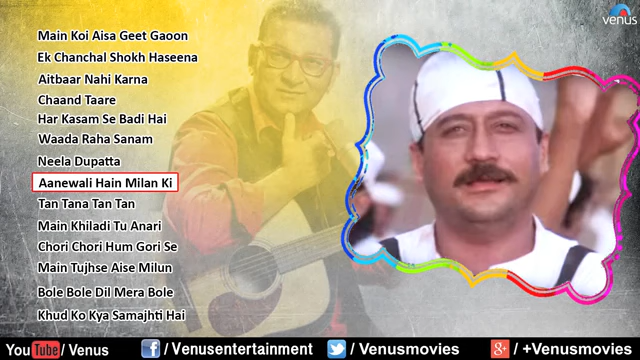 venus
Main Koi Aisa Geet Gaoon
Ek Chanchal Shokh Haseena
Aitbaar Nahi Karna
Chaand Taare
Har Kasam Se Badi Hai
Waada Raha Sanam
Neela Dupatta
Aanewali Hain Milan Ki
Tan Tana Tan Tan
Main Khiladi Tu Anari
Chori Chori Hum Gori Se
Main Tujhse Aise Milun
Bole Bole Dil Mera Bole
Khud Ko Kya Samajhti Hai
You Tube / Venus f / Venusentertainment / Venusmovies g+ / +Venusmovies